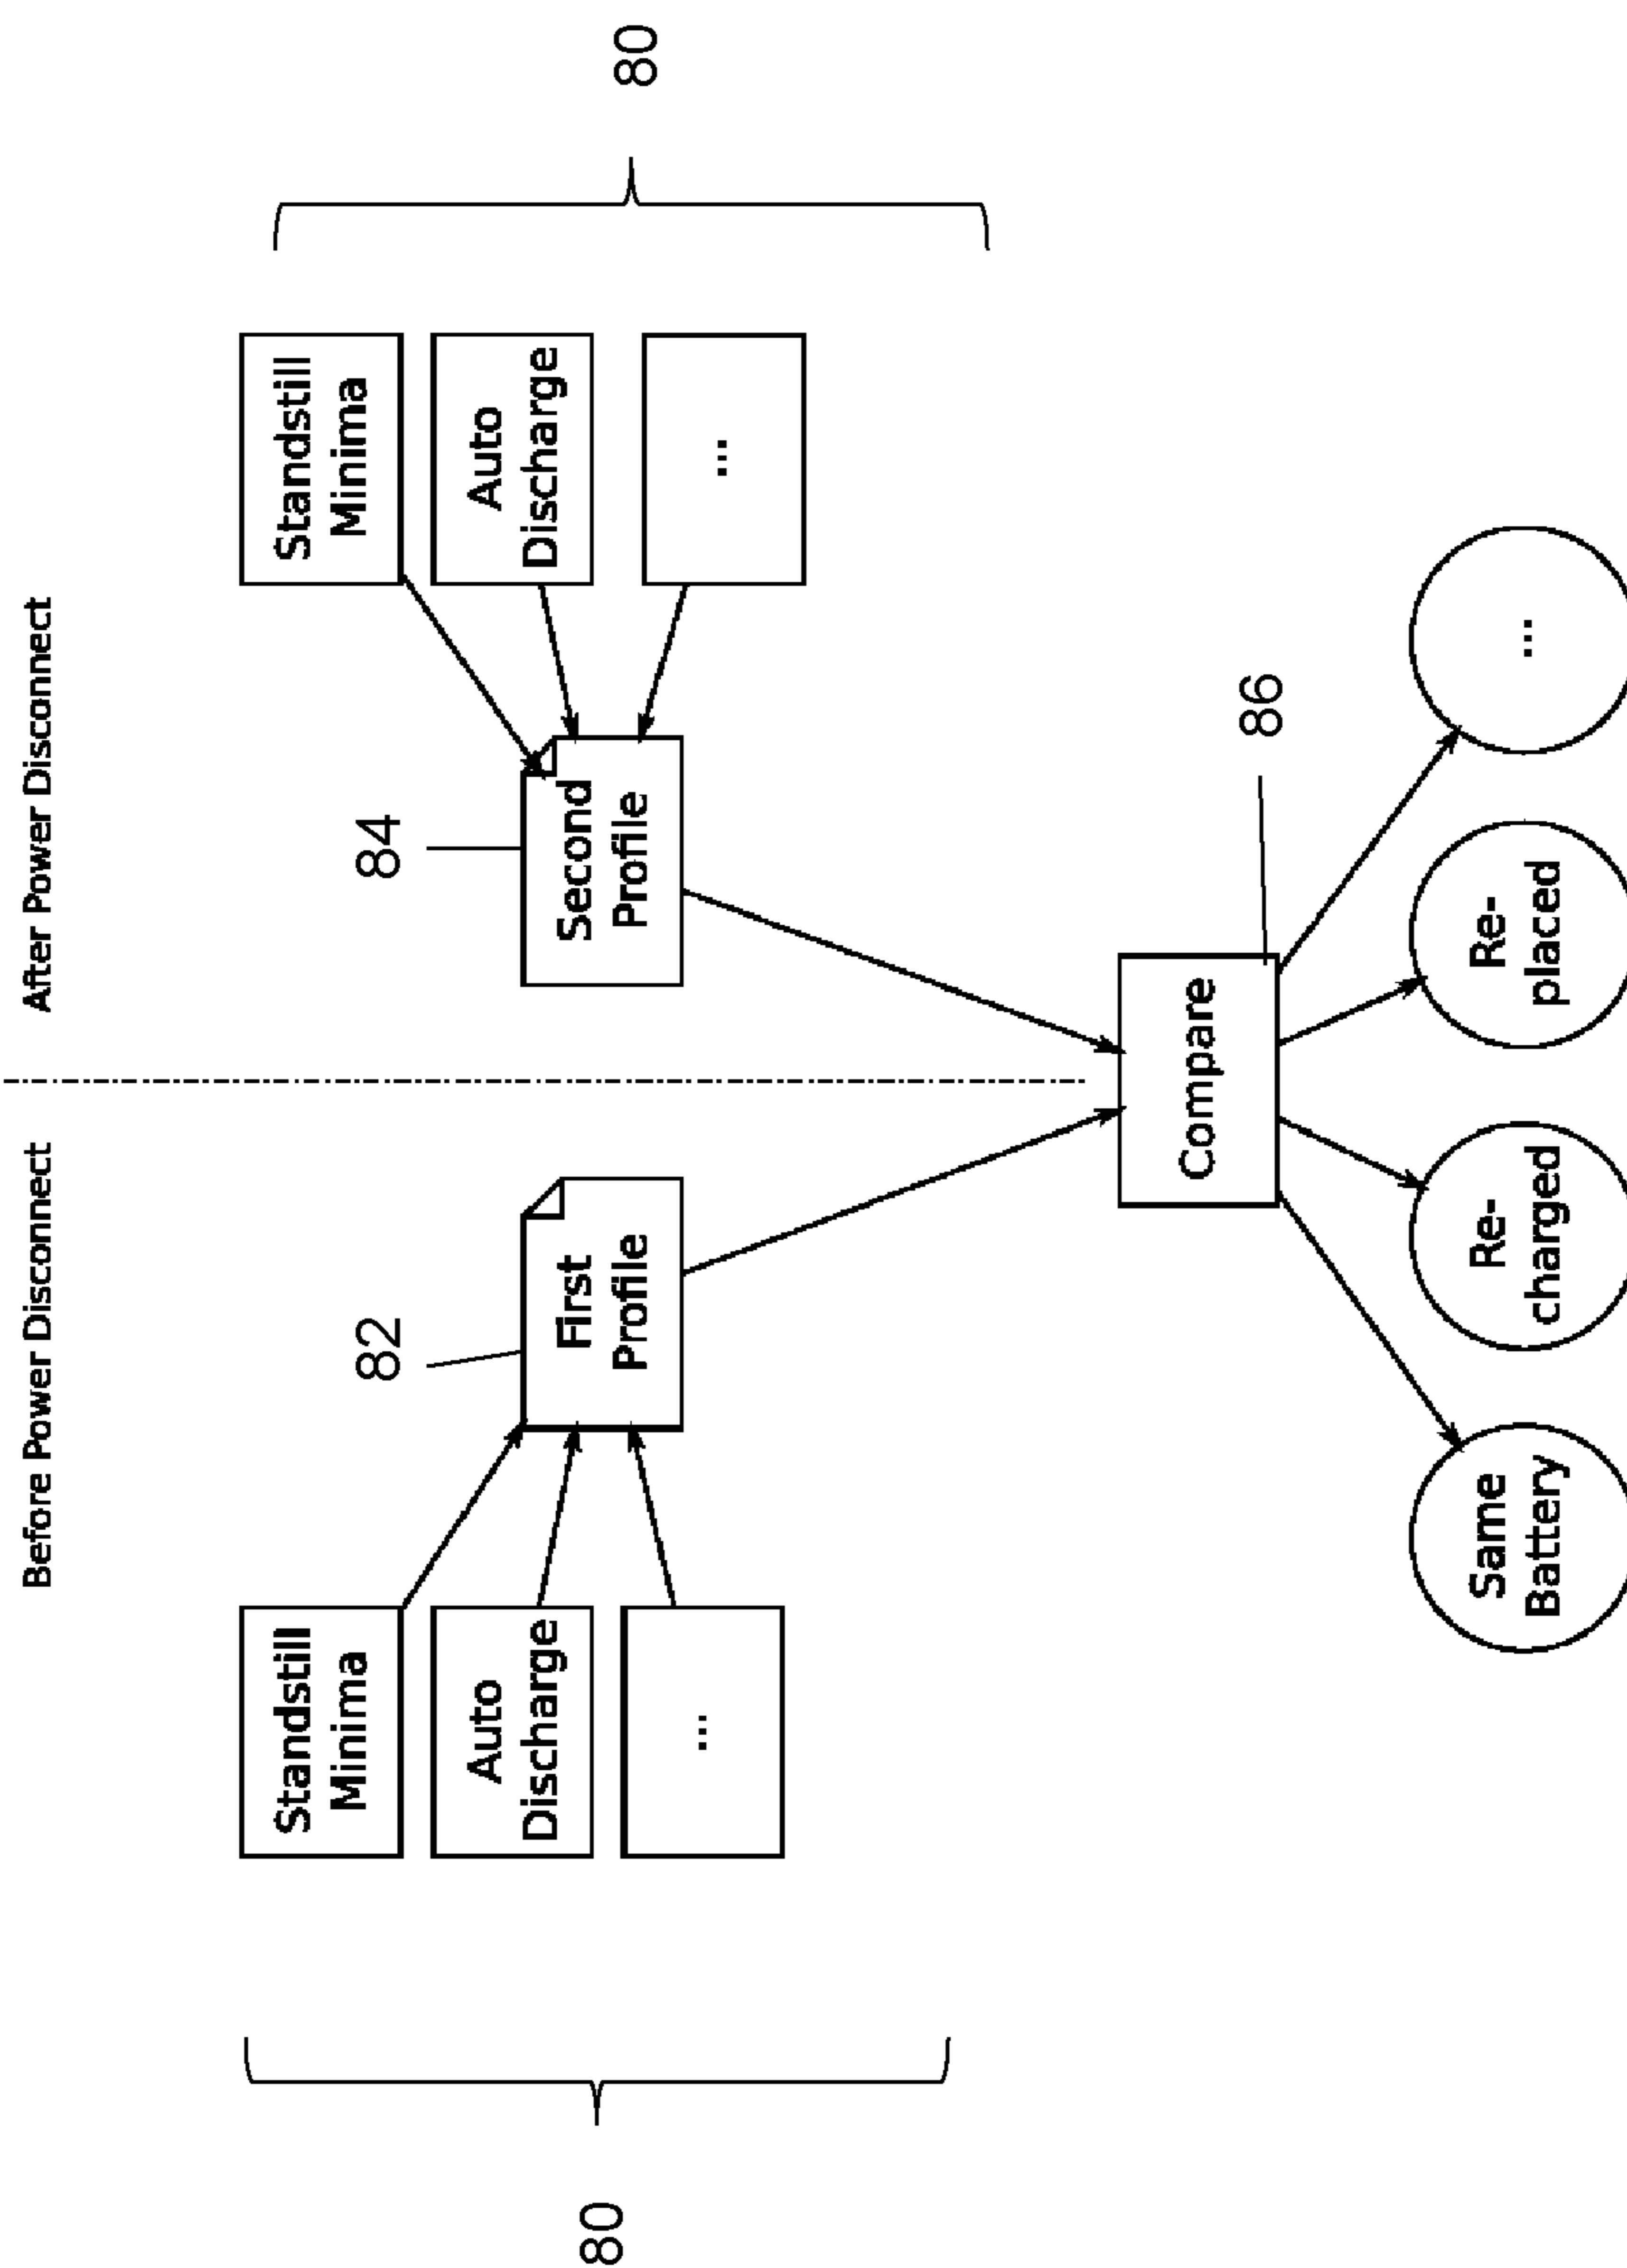 Before Power Disconnect
After Power Disconnect
80
Standstill
Minima
Auto
Discharge
...
82
First
Profile
84
Second
Profile
Standstill
Minima
Auto
Discharge
...
80
Compare
86
Same
Battery
Re-
charged
Re-
placed
...